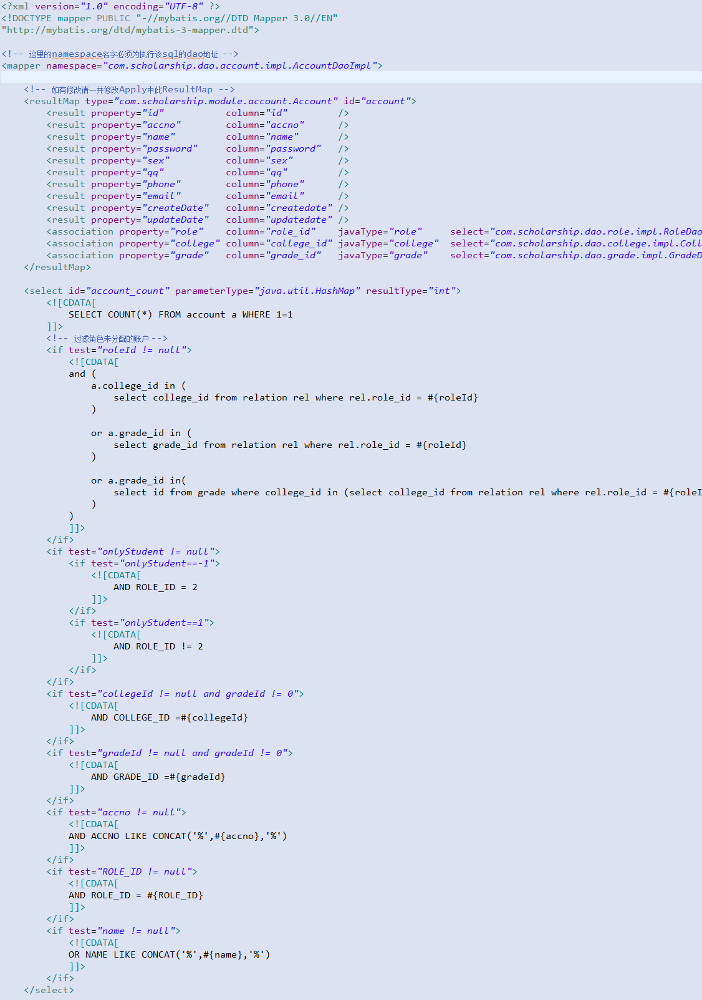 <?xml version="1.0" encoding="UTF-8" ?>
<!DOCTYPE mapper PUBLIC "-//mybatis.org//DTD Mapper 3.0//EN"
"http://mybatis.org/dtd/mybatis-3-mapper.dtd">

<!-- 这里的namespace名字必须为执行该sql的dao地址 -->
<mapper namespace="com.scholarship.dao.account.impl.AccountDaoImpl">

    <!-- 如有修改请一并修改Apply中此ResultMap -->
    <resultMap type="com.scholarship.module.account.Account" id="account">
        <result property="id"           column="id"         />
        <result property="accno"        column="accno"      />
        <result property="name"         column="name"       />
        <result property="password"     column="password"   />
        <result property="sex"          column="sex"        />
        <result property="qq"           column="qq"         />
        <result property="phone"        column="phone"      />
        <result property="email"        column="email"      />
        <result property="createDate"   column="createdate" />
        <result property="updateDate"   column="updatedate" />
        <association property="role"    column="role_id"    javaType="role"     select="com.scholarship.dao.role.impl.RoleDao
        <association property="college" column="college_id" javaType="college"  select="com.scholarship.dao.college.impl.Coll
        <association property="grade"   column="grade_id"   javaType="grade"    select="com.scholarship.dao.grade.impl.GradeD
    </resultMap>

    <select id="account_count" parameterType="java.util.HashMap" resultType="int">
        <![CDATA[
            SELECT COUNT(*) FROM account a WHERE 1=1
        ]]>
        <!-- 过滤角色未分配的账户 -->
        <if test="roleId != null">
            <![CDATA[
            and (
                a.college_id in (
                    select college_id from relation rel where rel.role_id = #{roleId}
                )

                or a.grade_id in (
                    select grade_id from relation rel where rel.role_id = #{roleId}
                )

                or a.grade_id in(
                    select id from grade where college_id in (select college_id from relation rel where rel.role_id = #{roleI
                )
            )
            ]]>
        </if>
        <if test="onlyStudent != null">
            <if test="onlyStudent==-1">
                <![CDATA[
                    AND ROLE_ID = 2
                ]]>
            </if>
            <if test="onlyStudent==1">
                <![CDATA[
                    AND ROLE_ID != 2
                ]]>
            </if>
        </if>
        <if test="collegeId != null and gradeId != 0">
            <![CDATA[
                AND COLLEGE_ID =#{collegeId}
            ]]>
        </if>
        <if test="gradeId != null and gradeId != 0">
            <![CDATA[
                AND GRADE_ID =#{gradeId}
            ]]>
        </if>
        <if test="accno != null">
            <![CDATA[
            AND ACCNO LIKE CONCAT('%',#{accno},'%')
            ]]>
        </if>
        <if test="ROLE_ID != null">
            <![CDATA[
            AND ROLE_ID = #{ROLE_ID}
            ]]>
        </if>
        <if test="name != null">
            <![CDATA[
            OR NAME LIKE CONCAT('%',#{name},'%')
            ]]>
        </if>
    </select>